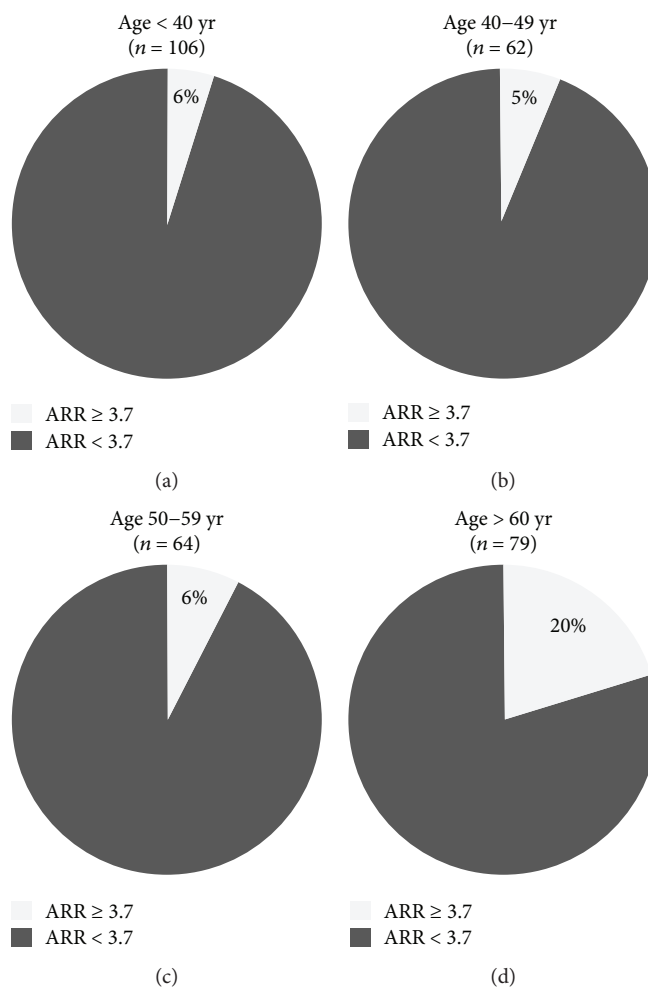 Age < 40 yr
(n = 106)
6%
ARR ≥ 3.7
ARR < 3.7
(a)
Age 40–49 yr
(n = 62)
5%
ARR ≥ 3.7
ARR < 3.7
(b)
Age 50–59 yr
(n = 64)
6%
ARR ≥ 3.7
ARR < 3.7
(c)
Age > 60 yr
(n = 79)
20%
ARR ≥ 3.7
ARR < 3.7
(d)